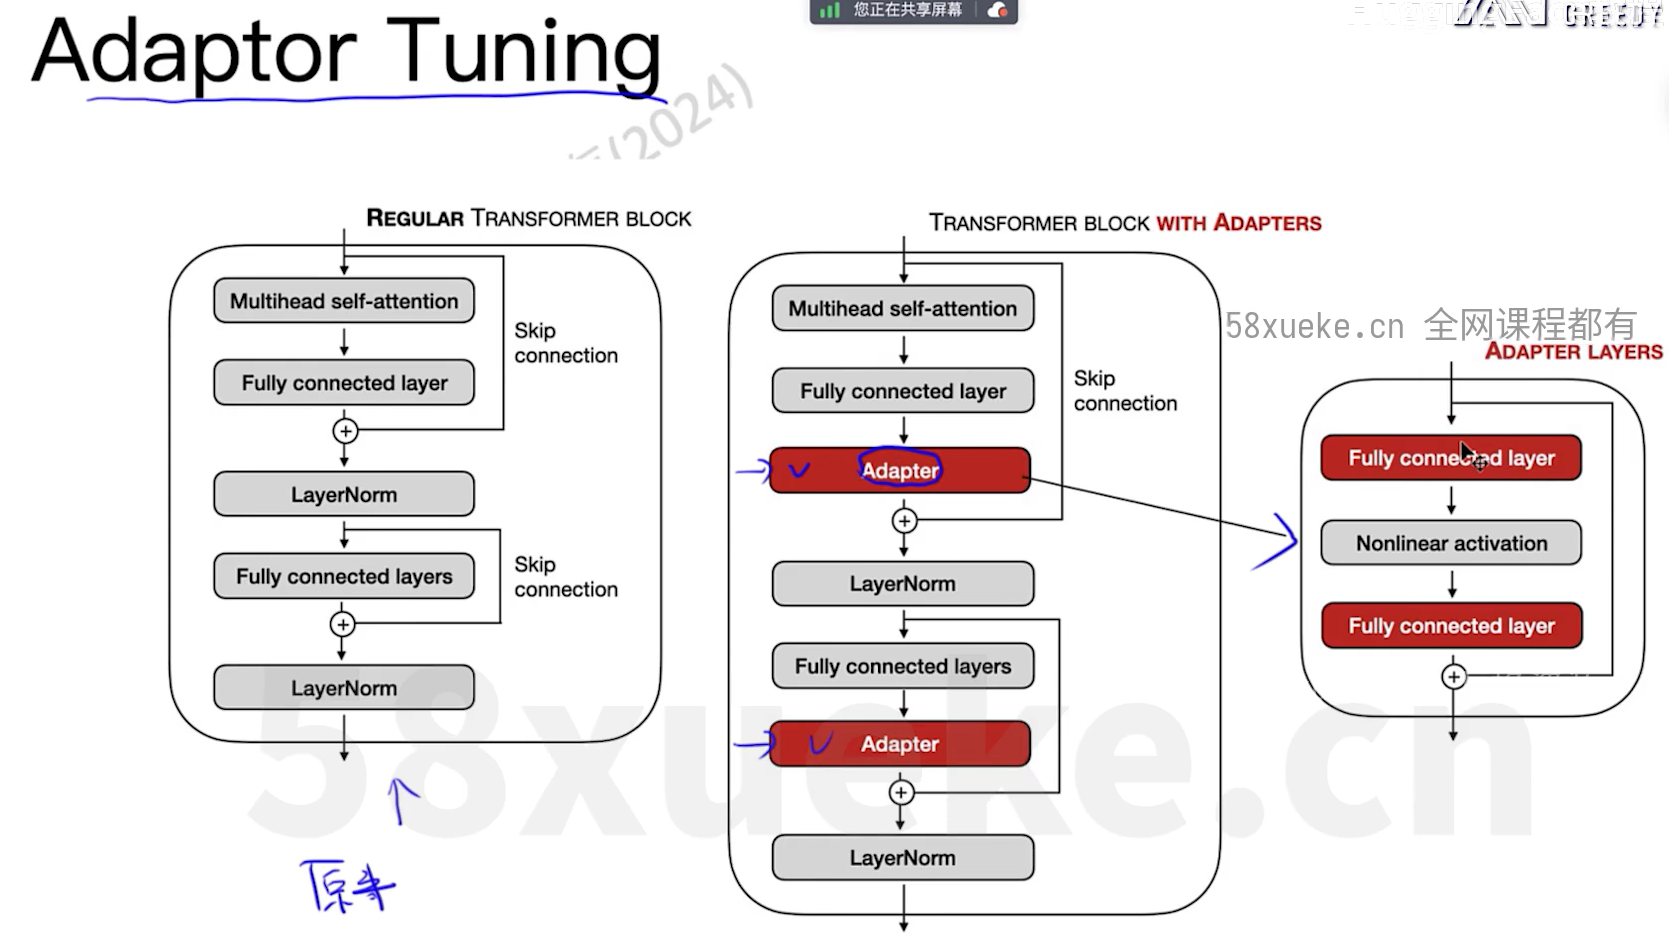 您正在共享屏幕
GREEDY
Adaptor Tuning
(2024)
REGULAR TRANSFORMER BLOCK
Multihead self-attention
Fully connected layer
Skip
connection
LayerNorm
Fully connected layers
Skip
connection
LayerNorm
原来
TRANSFORMER BLOCK WITH ADAPTERS
Multihead self-attention
Fully connected layer
Skip
connection
Adapter
LayerNorm
Fully connected layers
Adapter
LayerNorm
58xueke.cn 全网课程都有
ADAPTER LAYERS
Fully connected layer
Nonlinear activation
Fully connected layer
58xueke.cn